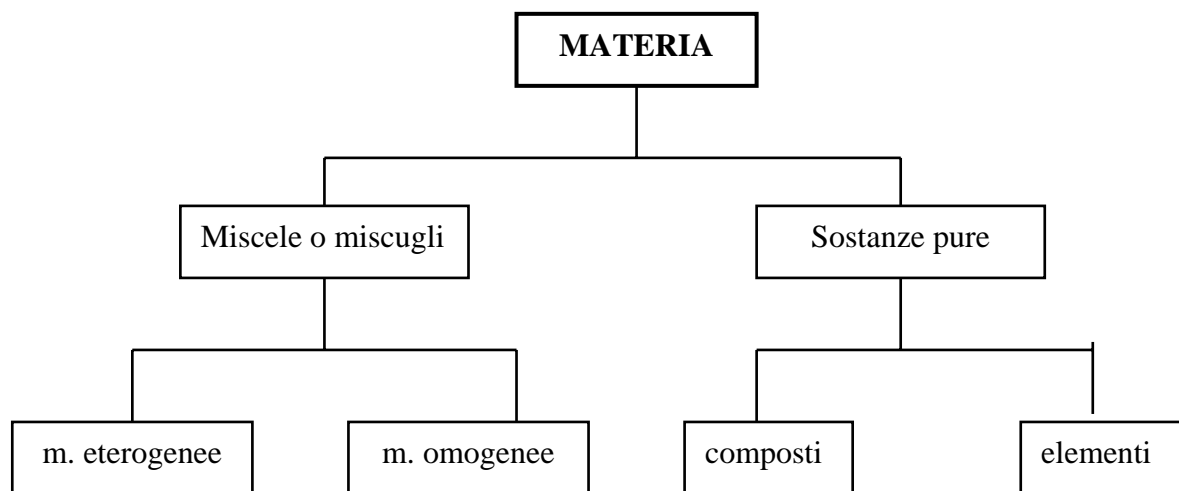 MATERIA
Miscele o miscugli
Sostanze pure
m. eterogenee
m. omogenee
composti
elementi